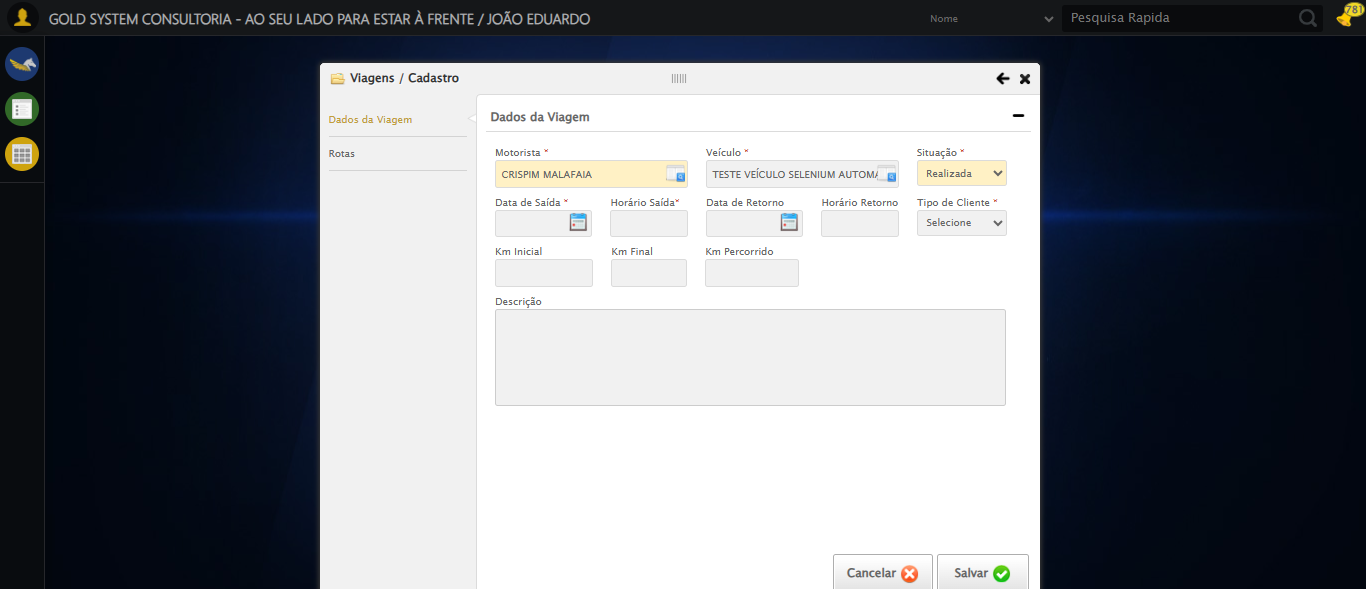 GOLD SYSTEM CONSULTORIA - AO SEU LADO PARA ESTAR À FRENTE / JOÃO EDUARDO
Nome
Pesquisa Rapida
781
Viagens / Cadastro
Dados da Viagem
Rotas
Dados da Viagem
Motorista *
Veículo *
Situação *
CRISPIM MALAFAIA
TESTE VEÍCULO SELENIUM AUTOMA
Realizada
Data de Saída *
Horário Saída*
Data de Retorno
Horário Retorno
Tipo de Cliente *
Selecione
Km Inicial
Km Final
Km Percorrido
Descrição
Cancelar
Salvar